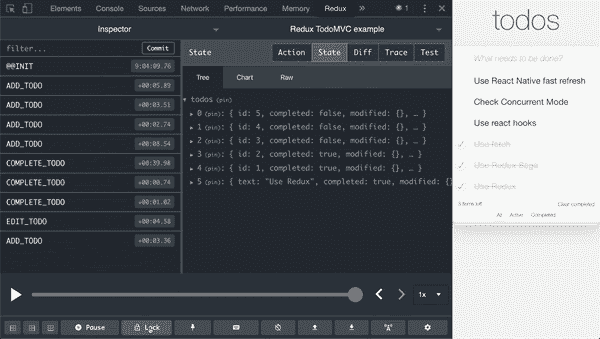 Elements Console Sources Network Performance Memory Redux » 1
Inspector Redux TodoMVC example
filter... Commit
State Action State Diff Trace Test
@@INIT 9:04:09.76
Tree Chart Raw
ADD_TODO +00:05.89
ADD_TODO +00:03.51
ADD_TODO +00:02.74
ADD_TODO +00:08.54
COMPLETE_TODO +00:39.98
COMPLETE_TODO +00:00.74
COMPLETE_TODO +00:01.02
EDIT_TODO +00:04.58
ADD_TODO +00:03.36
todos (pin)
0 (pin): { id: 5, completed: false, modified: {}, … }
1 (pin): { id: 4, completed: false, modified: {}, … }
2 (pin): { id: 3, completed: false, modified: {}, … }
3 (pin): { id: 2, completed: true, modified: {}, … }
4 (pin): { id: 1, completed: true, modified: {}, … }
5 (pin): { text: "Use Redux", completed: true, modified: {}
1x
Pause Lock
todos
What needs to be done?
Use React Native fast refresh
Check Concurrent Mode
Use react hooks
Use Redux Saga
Use Redux
items left Clear completed
All Active Completed